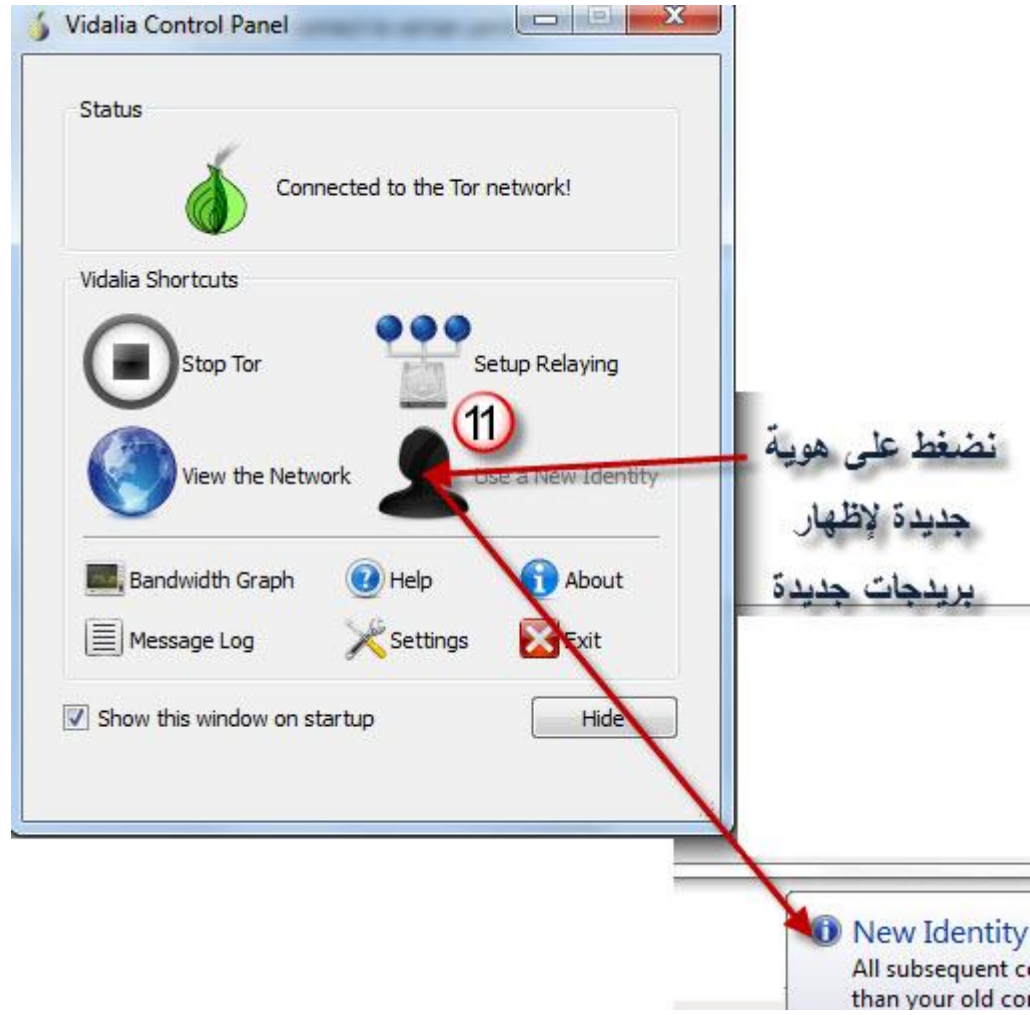 Vidalia Control Panel
Status
Connected to the Tor network!
Vidalia Shortcuts
Stop Tor
Setup Relaying
11
View the Network
Use a New Identity
نضغط على هوية
جديدة لإظهار
بريدجات جديدة
Bandwidth Graph
Help
About
Message Log
Settings
Exit
Show this window on startup
Hide
New Identity
All subsequent
than your old